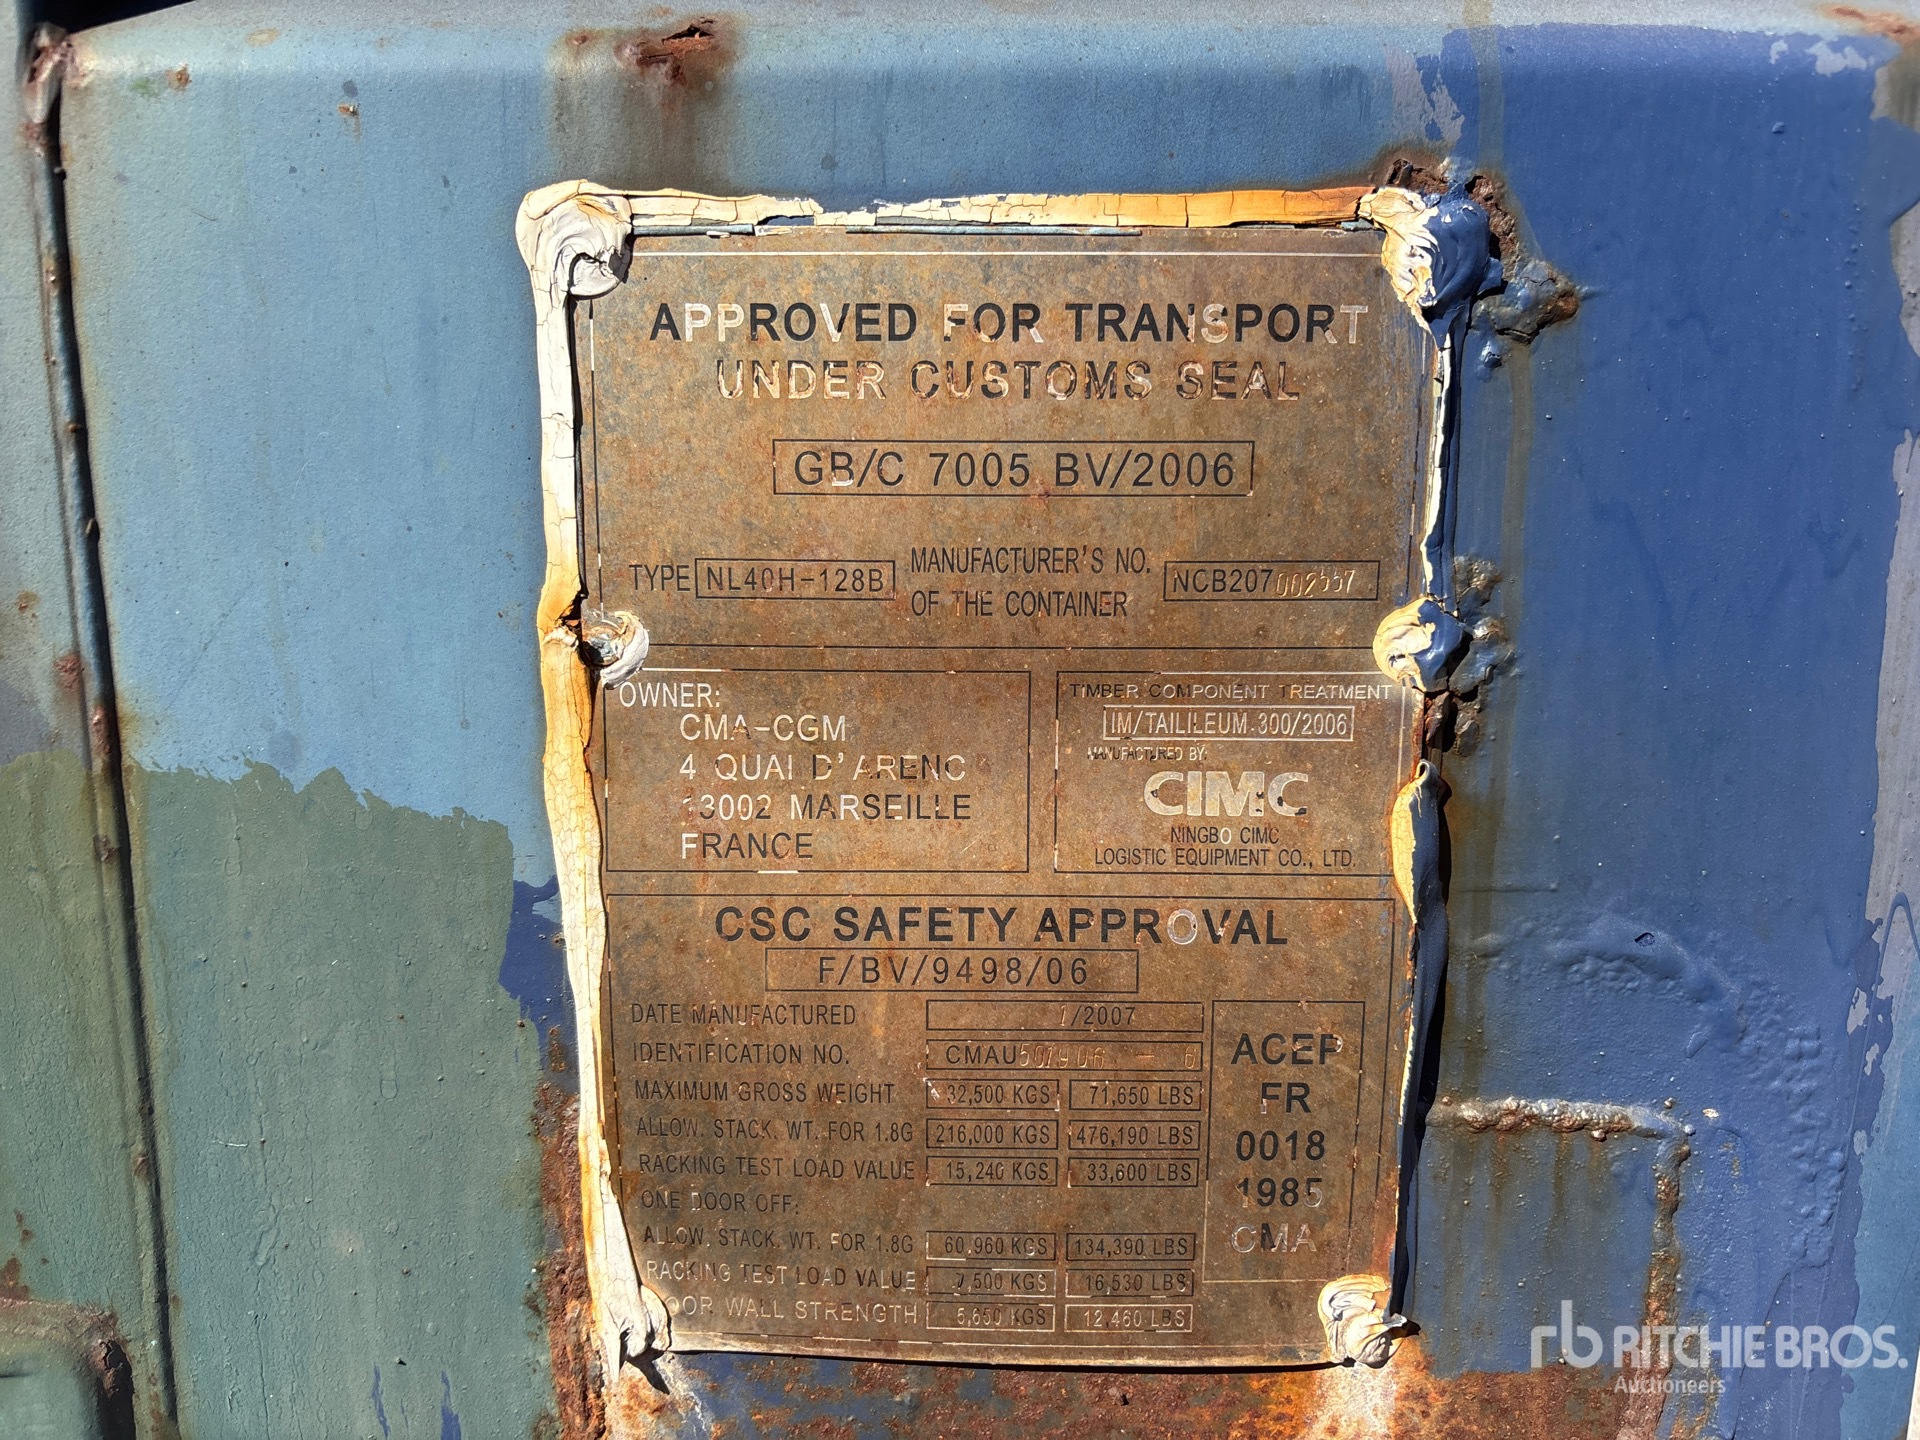 APPROVED FOR TRANSPORT
UNDER CUSTOMS SEAL
GB/C 7005 BV/2006
TYPE NL40H-128B
MANUFACTURER'S NO.
OF THE CONTAINER
NCB207002557
OWNER:
CMA-CGM
4 QUAI D'ARENC
13002 MARSEILLE
FRANCE
TIMBER COMPONENT TREATMENT
IM/TAILILEUM.300/2006
MANUFACTURED BY:
CIMC
NINGBO CIMC
LOGISTIC EQUIPMENT CO., LTD.
CSC SAFETY APPROVAL
F/BV/9498/06
DATE MANUFACTURED 1/2007
IDENTIFICATION NO. CMAU501906 - 6
MAXIMUM GROSS WEIGHT 32,500 KGS 71,650 LBS
ALLOW. STACK. WT. FOR 1.8G 216,000 KGS 476,190 LBS
RACKING TEST LOAD VALUE 15,240 KGS 33,600 LBS
ONE DOOR OFF:
ALLOW. STACK. WT. FOR 1.8G 60,960 KGS 134,390 LBS
RACKING TEST LOAD VALUE 7,500 KGS 16,530 LBS
DOOR WALL STRENGTH 5,650 KGS 12,460 LBS
ACEP
FR
0018
1985
CMA
rb RITCHIE BROS.
Auctioneers